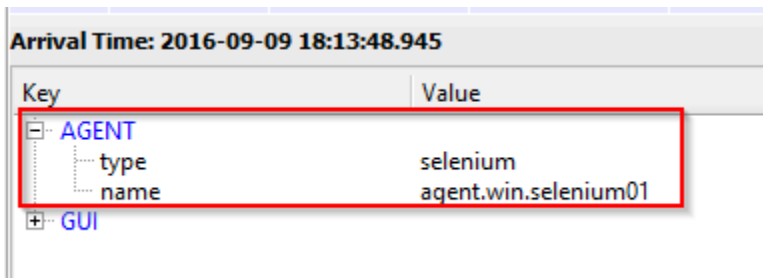 Arrival Time: 2016-09-09 18:13:48.945
Key Value
AGENT
type selenium
name agent.win.selenium01
GUI